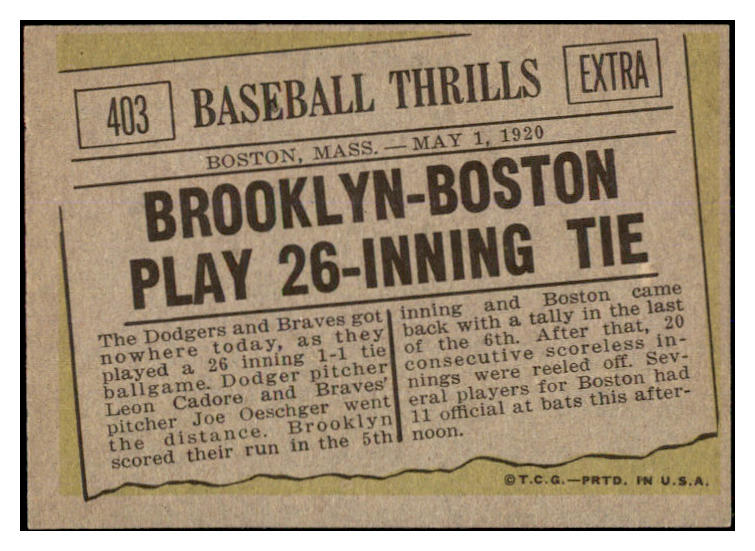 403
BASEBALL THRILLS
EXTRA
BOSTON, MASS. — MAY 1, 1920
BROOKLYN-BOSTON
PLAY 26-INNING TIE
The Dodgers and Braves got
nowhere today, as they
played a 26 inning 1-1 tie
ballgame. Dodger pitcher
Leon Cadore and Braves'
pitcher Joe Oeschger went
the distance. Brooklyn
scored their run in the 5th
inning and Boston came
back with a tally in the last
of the 6th. After that, 20
consecutive scoreless in-
nings were reeled off. Sev-
eral players for Boston had
11 official at bats this after-
noon.
© T.C.G.—PRTD. IN U.S.A.